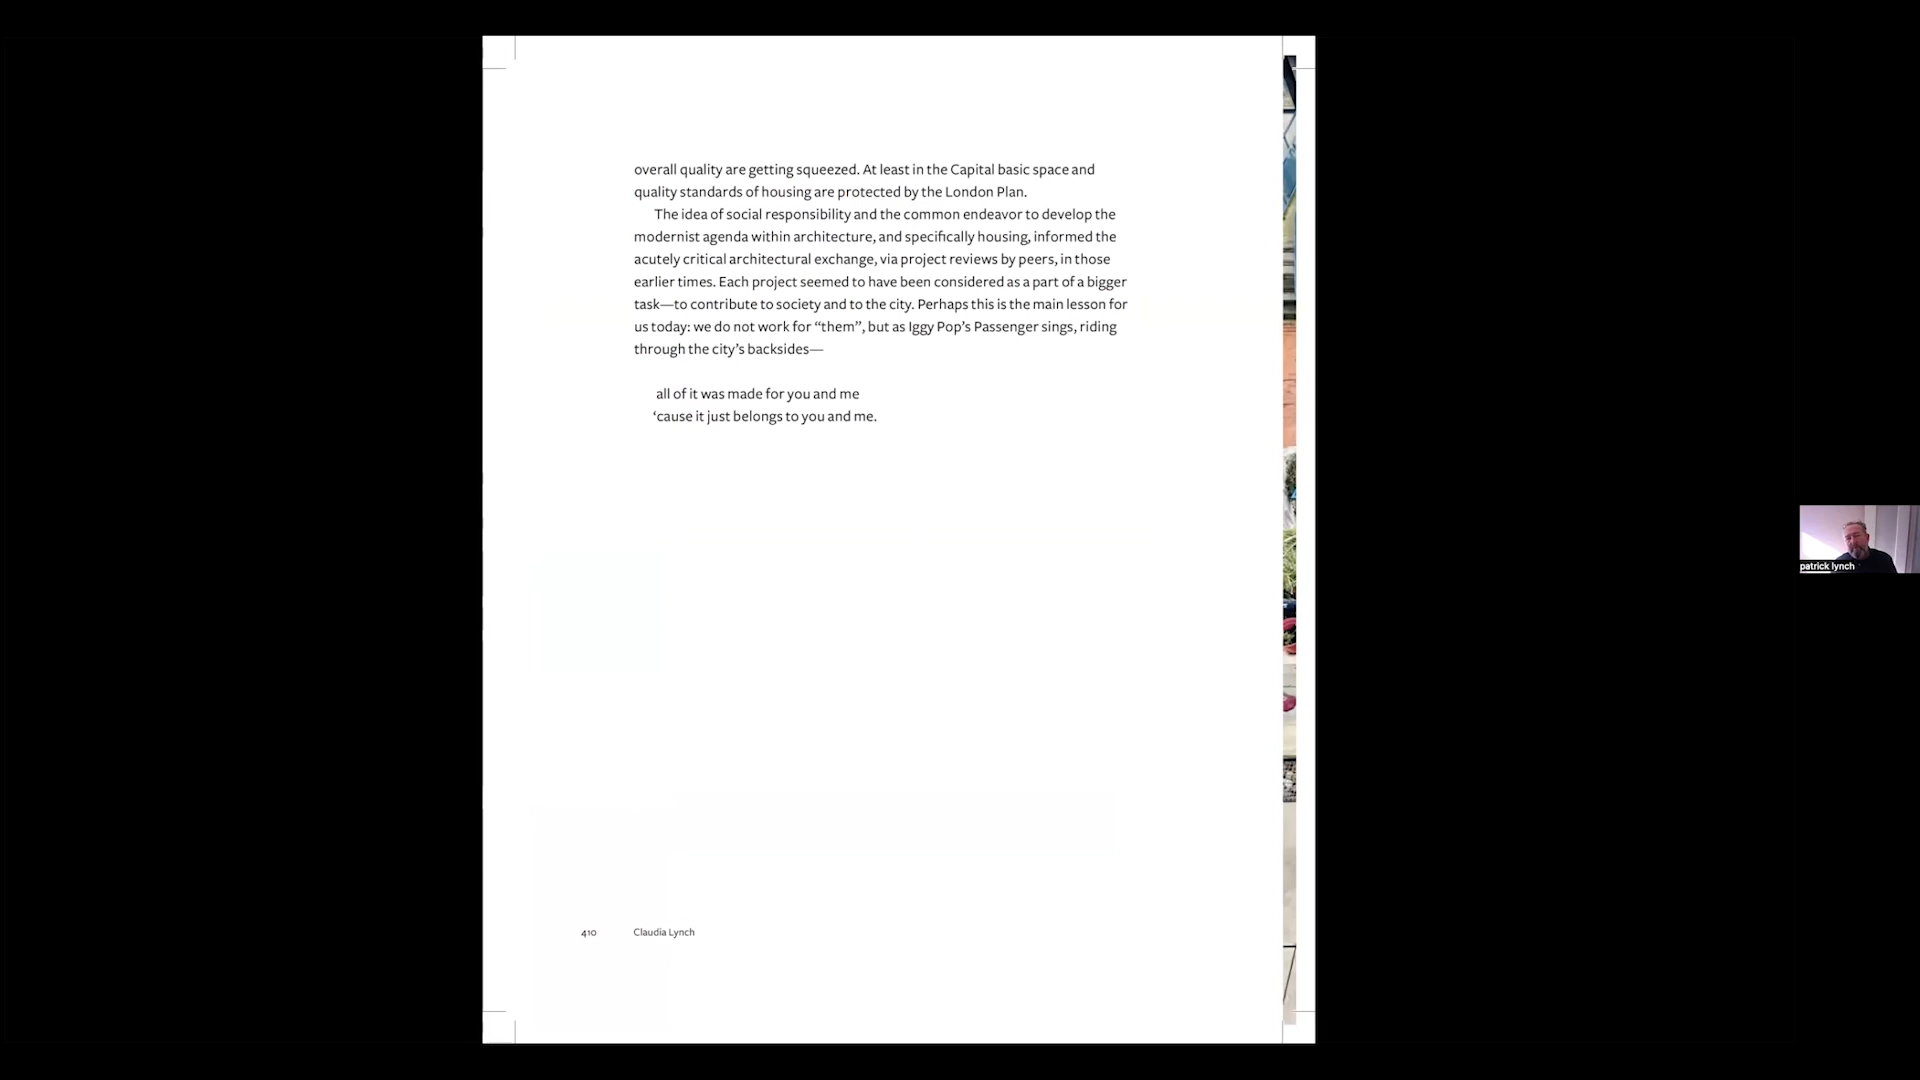 overall quality are getting squeezed. At least in the Capital basic space and
quality standards of housing are protected by the London Plan.
The idea of social responsibility and the common endeavor to develop the
modernist agenda within architecture, and specifically housing, informed the
acutely critical architectural exchange, via project reviews by peers, in those
earlier times. Each project seemed to have been considered as a part of a bigger
task—to contribute to society and to the city. Perhaps this is the main lesson for
us today: we do not work for “them”, but as Iggy Pop’s Passenger sings, riding
through the city’s backsides—
all of it was made for you and me
‘cause it just belongs to you and me.
410 Claudia Lynch
patrick lynch